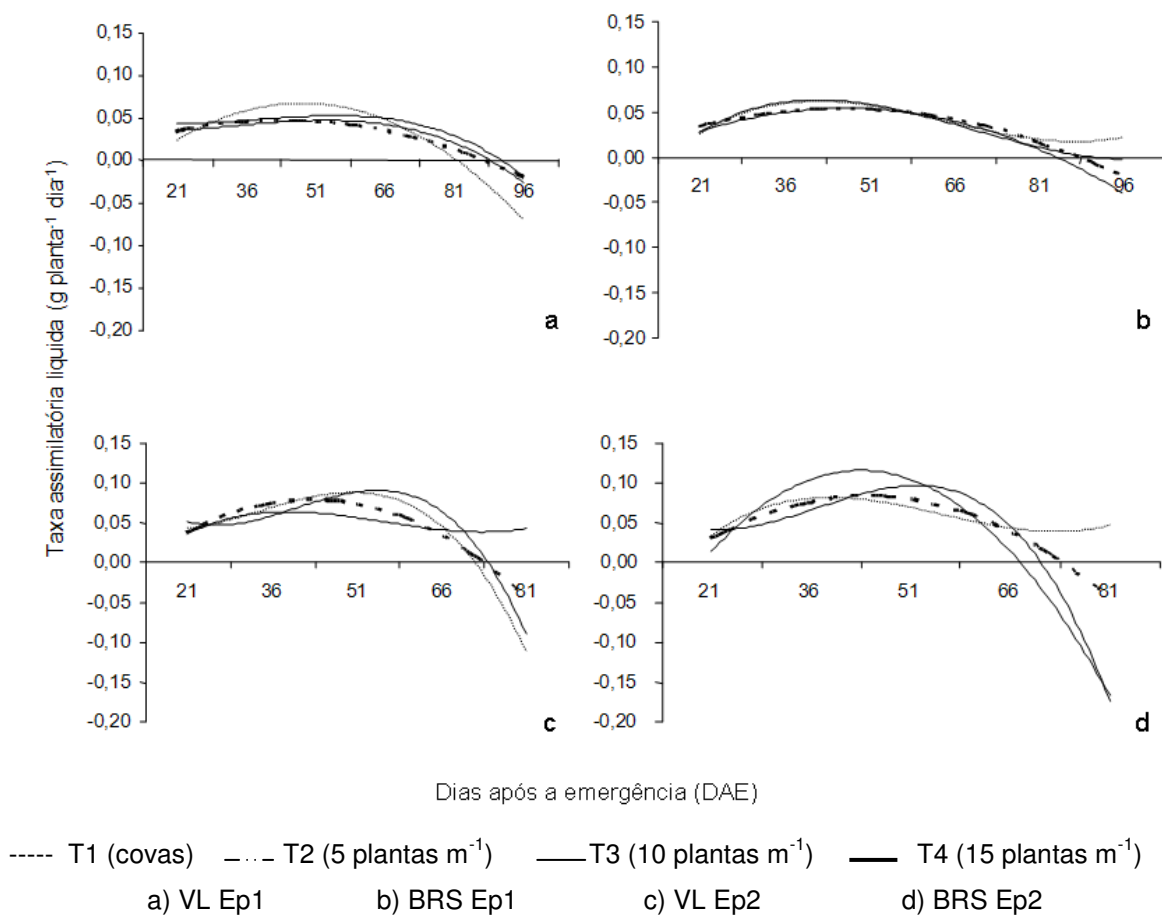 Taxa assimilatória liquida (g planta⁻¹ dia⁻¹)
0,15
0,10
0,05
0,00
-0,05
-0,10
-0,15
-0,20
21 36 51 66 81 96
a
0,15
0,10
0,05
0,00
-0,05
-0,10
-0,15
-0,20
21 36 51 66 81 96
b
0,15
0,10
0,05
0,00
-0,05
-0,10
-0,15
-0,20
21 36 51 66 81
c
0,15
0,10
0,05
0,00
-0,05
-0,10
-0,15
-0,20
21 36 51 66 81
d
Dias após a emergência (DAE)
T1 (covas) T2 (5 plantas m⁻¹) T3 (10 plantas m⁻¹) T4 (15 plantas m⁻¹)
a) VL Ep1 b) BRS Ep1 c) VL Ep2 d) BRS Ep2